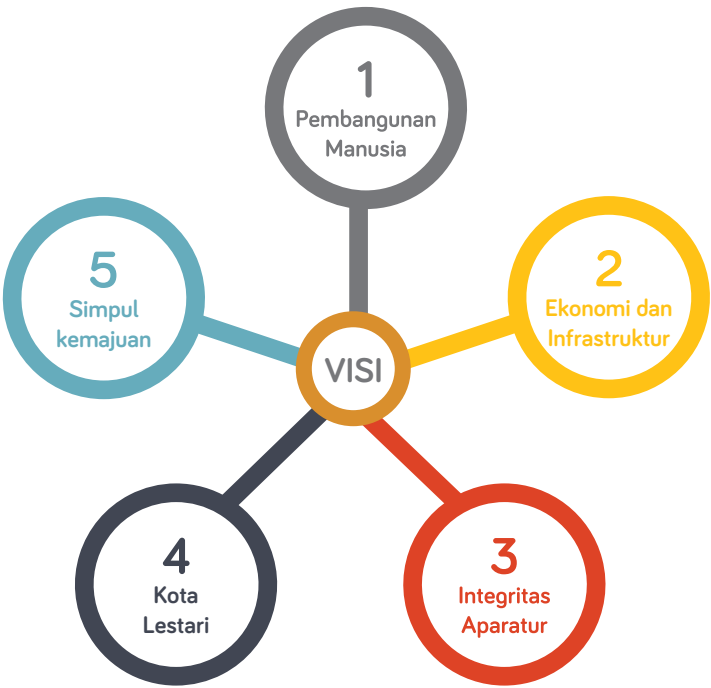 1
Pembangunan
Manusia
2
Ekonomi dan
Infrastruktur
3
Integritas
Aparatur
4
Kota
Lestari
5
Simpul
kemajuan
VISI